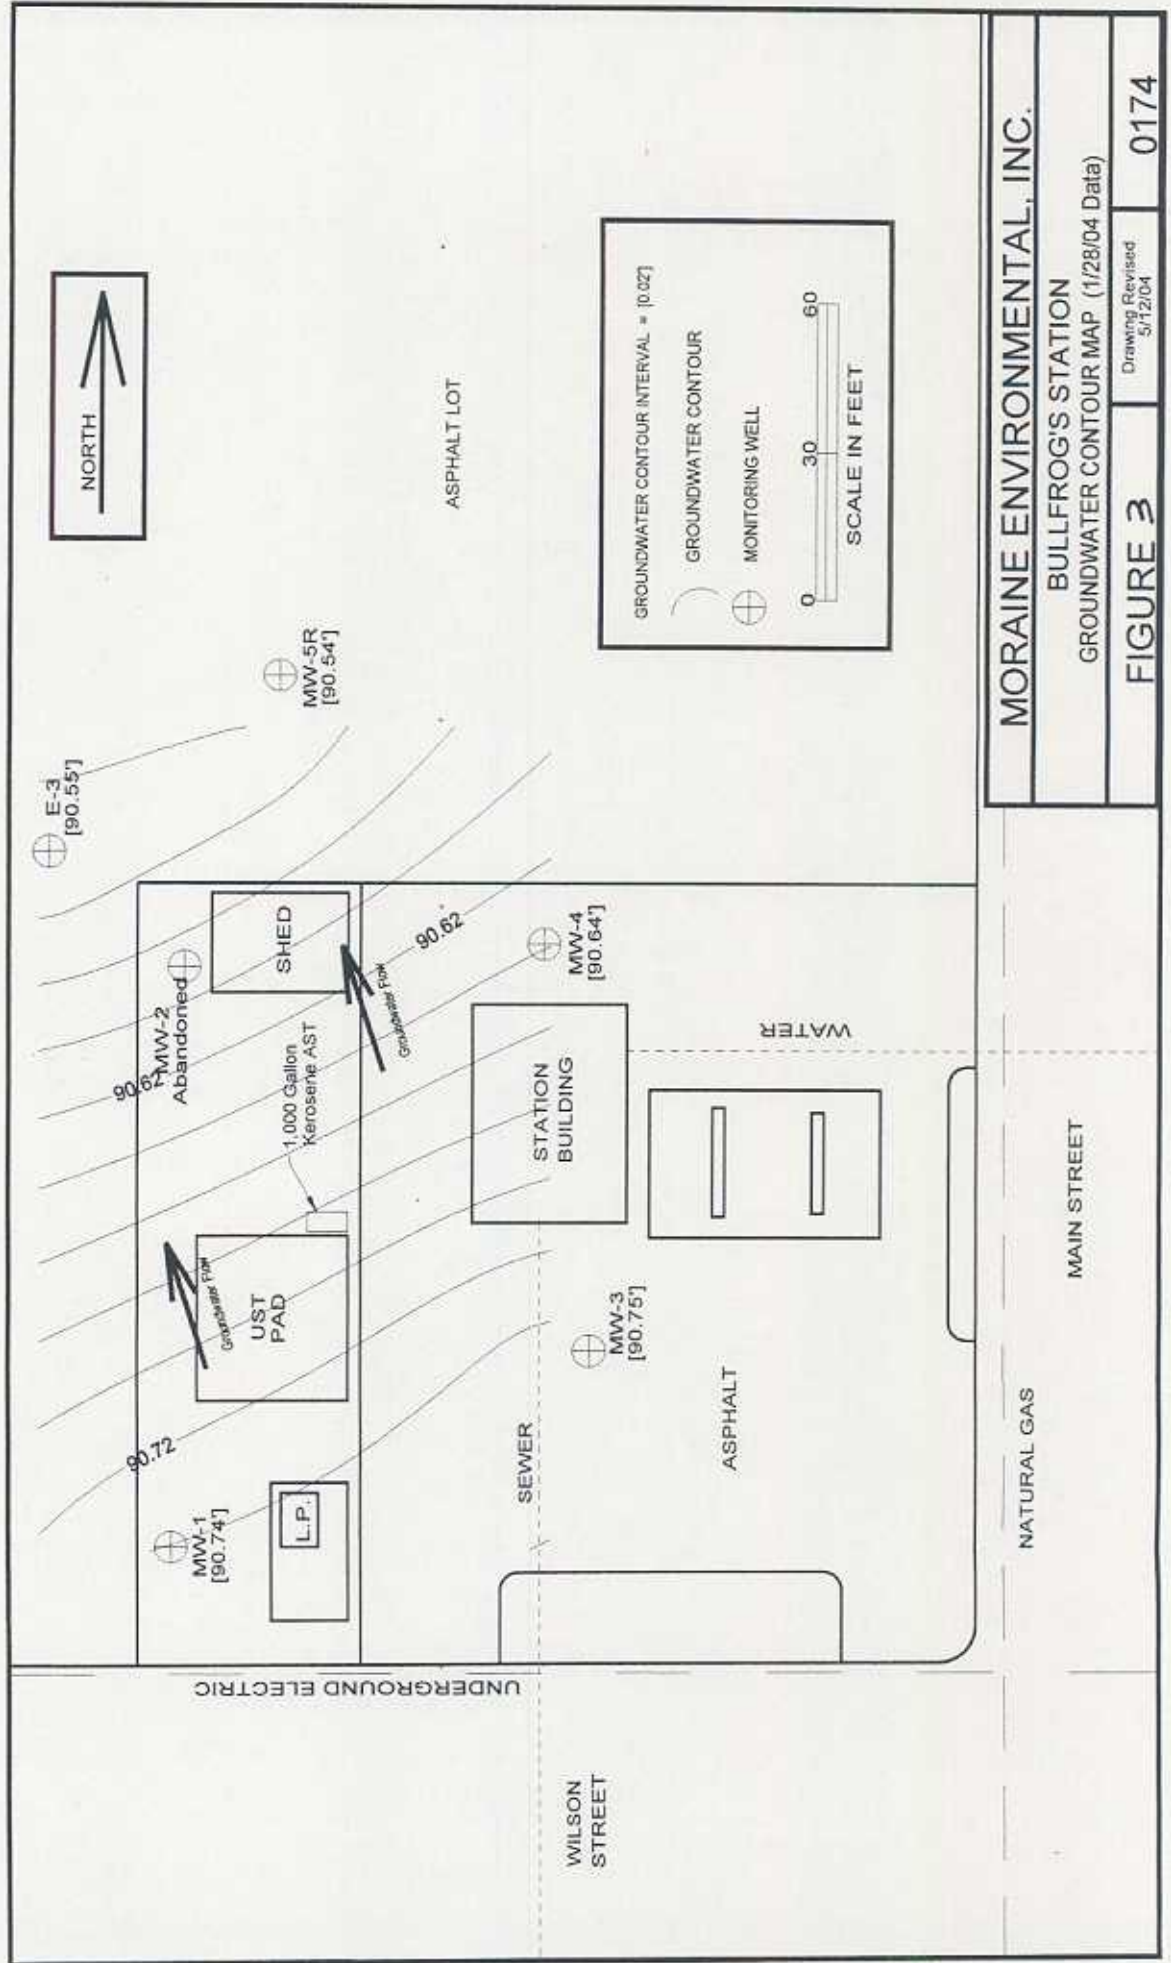 NORTH
E-3
[90.55']
MW-5R
[90.54']
ASPHALT LOT
MW-2
Abandoned
SHED
90.62
90.62
Groundwater Flow
1,000 Gallon
Kerosene AST
MW-4
[90.64']
STATION
BUILDING
WATER
UST
PAD
Groundwater Flow
90.72
MW-1
[90.74']
L.P.
MW-3
[90.75']
SEWER
ASPHALT
UNDERGROUND ELECTRIC
WILSON
STREET
MAIN STREET
NATURAL GAS
GROUNDWATER CONTOUR INTERVAL = [0.02']
GROUNDWATER CONTOUR
MONITORING WELL
0 30 60
SCALE IN FEET
MORAINE ENVIRONMENTAL, INC.
BULLFROG'S STATION
GROUNDWATER CONTOUR MAP (1/28/04 Data)
FIGURE 3
Drawing Revised
5/12/04
0174